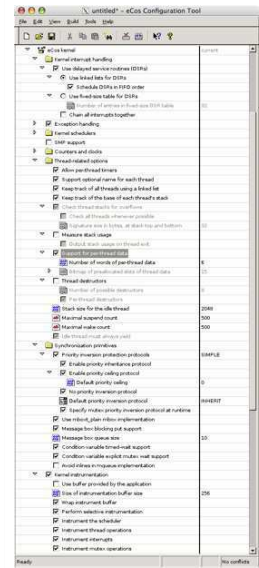 untitled* - eCos Configuration Tool
File Edit View Build Tools Help
eCos kernel current
Kernel interrupt handling
Use delayed service routines (DSRs)
Use linked lists for DSRs
Schedule DSRs in FIFO order
Use fixed-size table for DSRs
Number of entries in fixed-size DSR table 32
Chain all interrupts together
Exception handling
Kernel schedulers
SMP support
Counters and clocks
Thread-related options
Allow per-thread timers
Support optional name for each thread
Keep track of all threads using a linked list
Keep track of the base of each thread's stack
Check thread stacks for overflows
Check all threads whenever possible
Signature size in bytes, at stack top and bottom
Measure stack usage
Output stack usage on thread exit
Support for per-thread data
Number of words of per-thread data 6
Bitmap of preallocated slots of thread data 15
Thread destructors
Number of possible destructors
Per-thread destructors
Stack size for the idle thread 2048
Maximal suspend count 500
Maximal wake count 500
Idle thread must always yield
Synchronization primitives
Priority inversion protection protocols SIMPLE
Enable priority inheritance protocol
Enable priority ceiling protocol
Default priority ceiling 0
No priority inversion protocol
Default priority inversion protocol INHERIT
Specify mutex priority inversion protocol at runtime
Use mboxt_plain mbox implementation
Message box blocking put support
Message box queue size 10
Condition variable timed-wait support
Condition variable explicit mutex wait support
Avoid inlines in mqueue implementation
Kernel instrumentation
Use buffer provided by the application
Size of instrumentation buffer size 256
Wrap instrument buffer
Perform selective instrumentation
Instrument the scheduler
Instrument thread operations
Instrument interrupts
Instrument mutex operations
Ready No conflicts